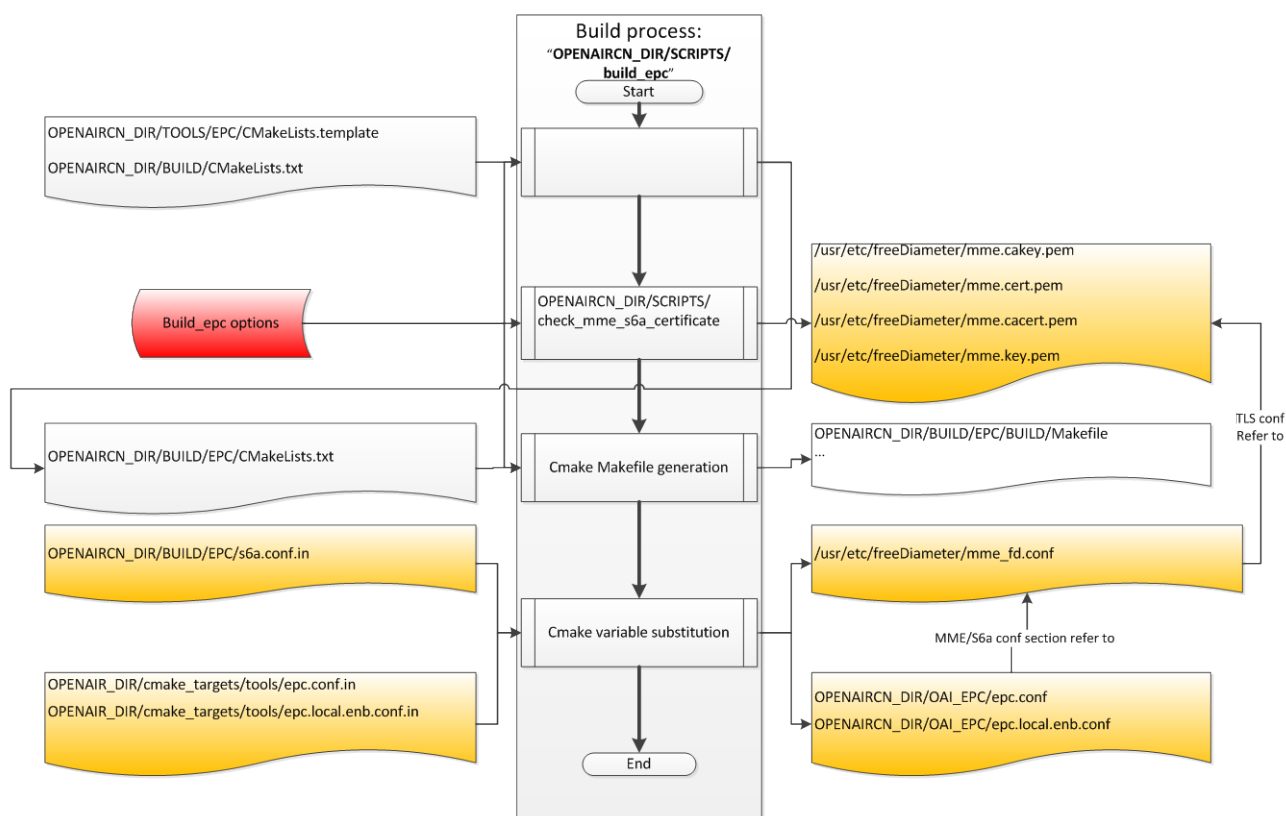 Build process:
“OPENAIRCN_DIR/SCRIPTS/
build_epc”
Start
OPENAIRCN_DIR/TOOLS/EPC/CMakeLists.template
OPENAIRCN_DIR/BUILD/CMakeLists.txt
/usr/etc/freeDiameter/mme.cakey.pem
/usr/etc/freeDiameter/mme.cert.pem
/usr/etc/freeDiameter/mme.cacert.pem
/usr/etc/freeDiameter/mme.key.pem
Build_epc options
OPENAIRCN_DIR/SCRIPTS/
check_mme_s6a_certificate
TLS conf
Refer to
OPENAIRCN_DIR/BUILD/EPC/CMakeLists.txt
Cmake Makefile generation
OPENAIRCN_DIR/BUILD/EPC/BUILD/Makefile
...
OPENAIRCN_DIR/BUILD/EPC/s6a.conf.in
/usr/etc/freeDiameter/mme_fd.conf
Cmake variable substitution
MME/S6a conf section refer to
OPENAIR_DIR/cmake_targets/tools/epc.conf.in
OPENAIR_DIR/cmake_targets/tools/epc.local.enb.conf.in
OPENAIRCN_DIR/OAI_EPC/epc.conf
OPENAIRCN_DIR/OAI_EPC/epc.local.enb.conf
End